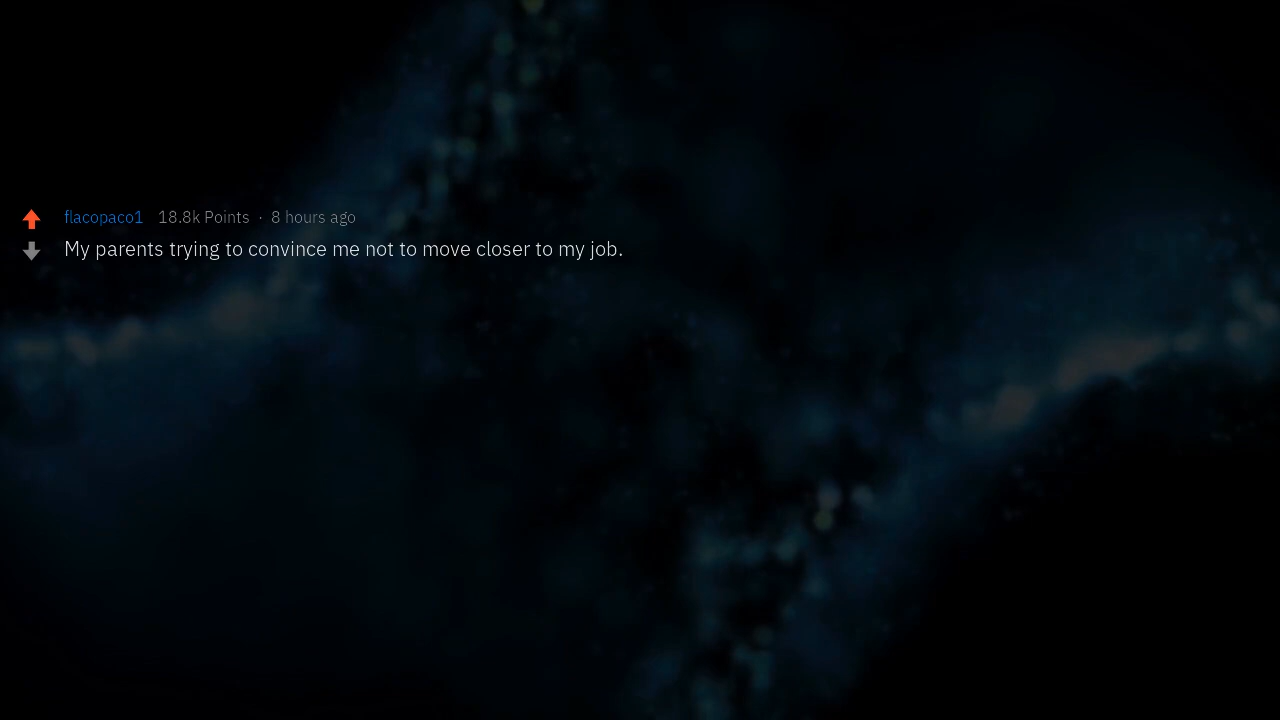 flacopaco1 18.8k Points · 8 hours ago
My parents trying to convince me not to move closer to my job.